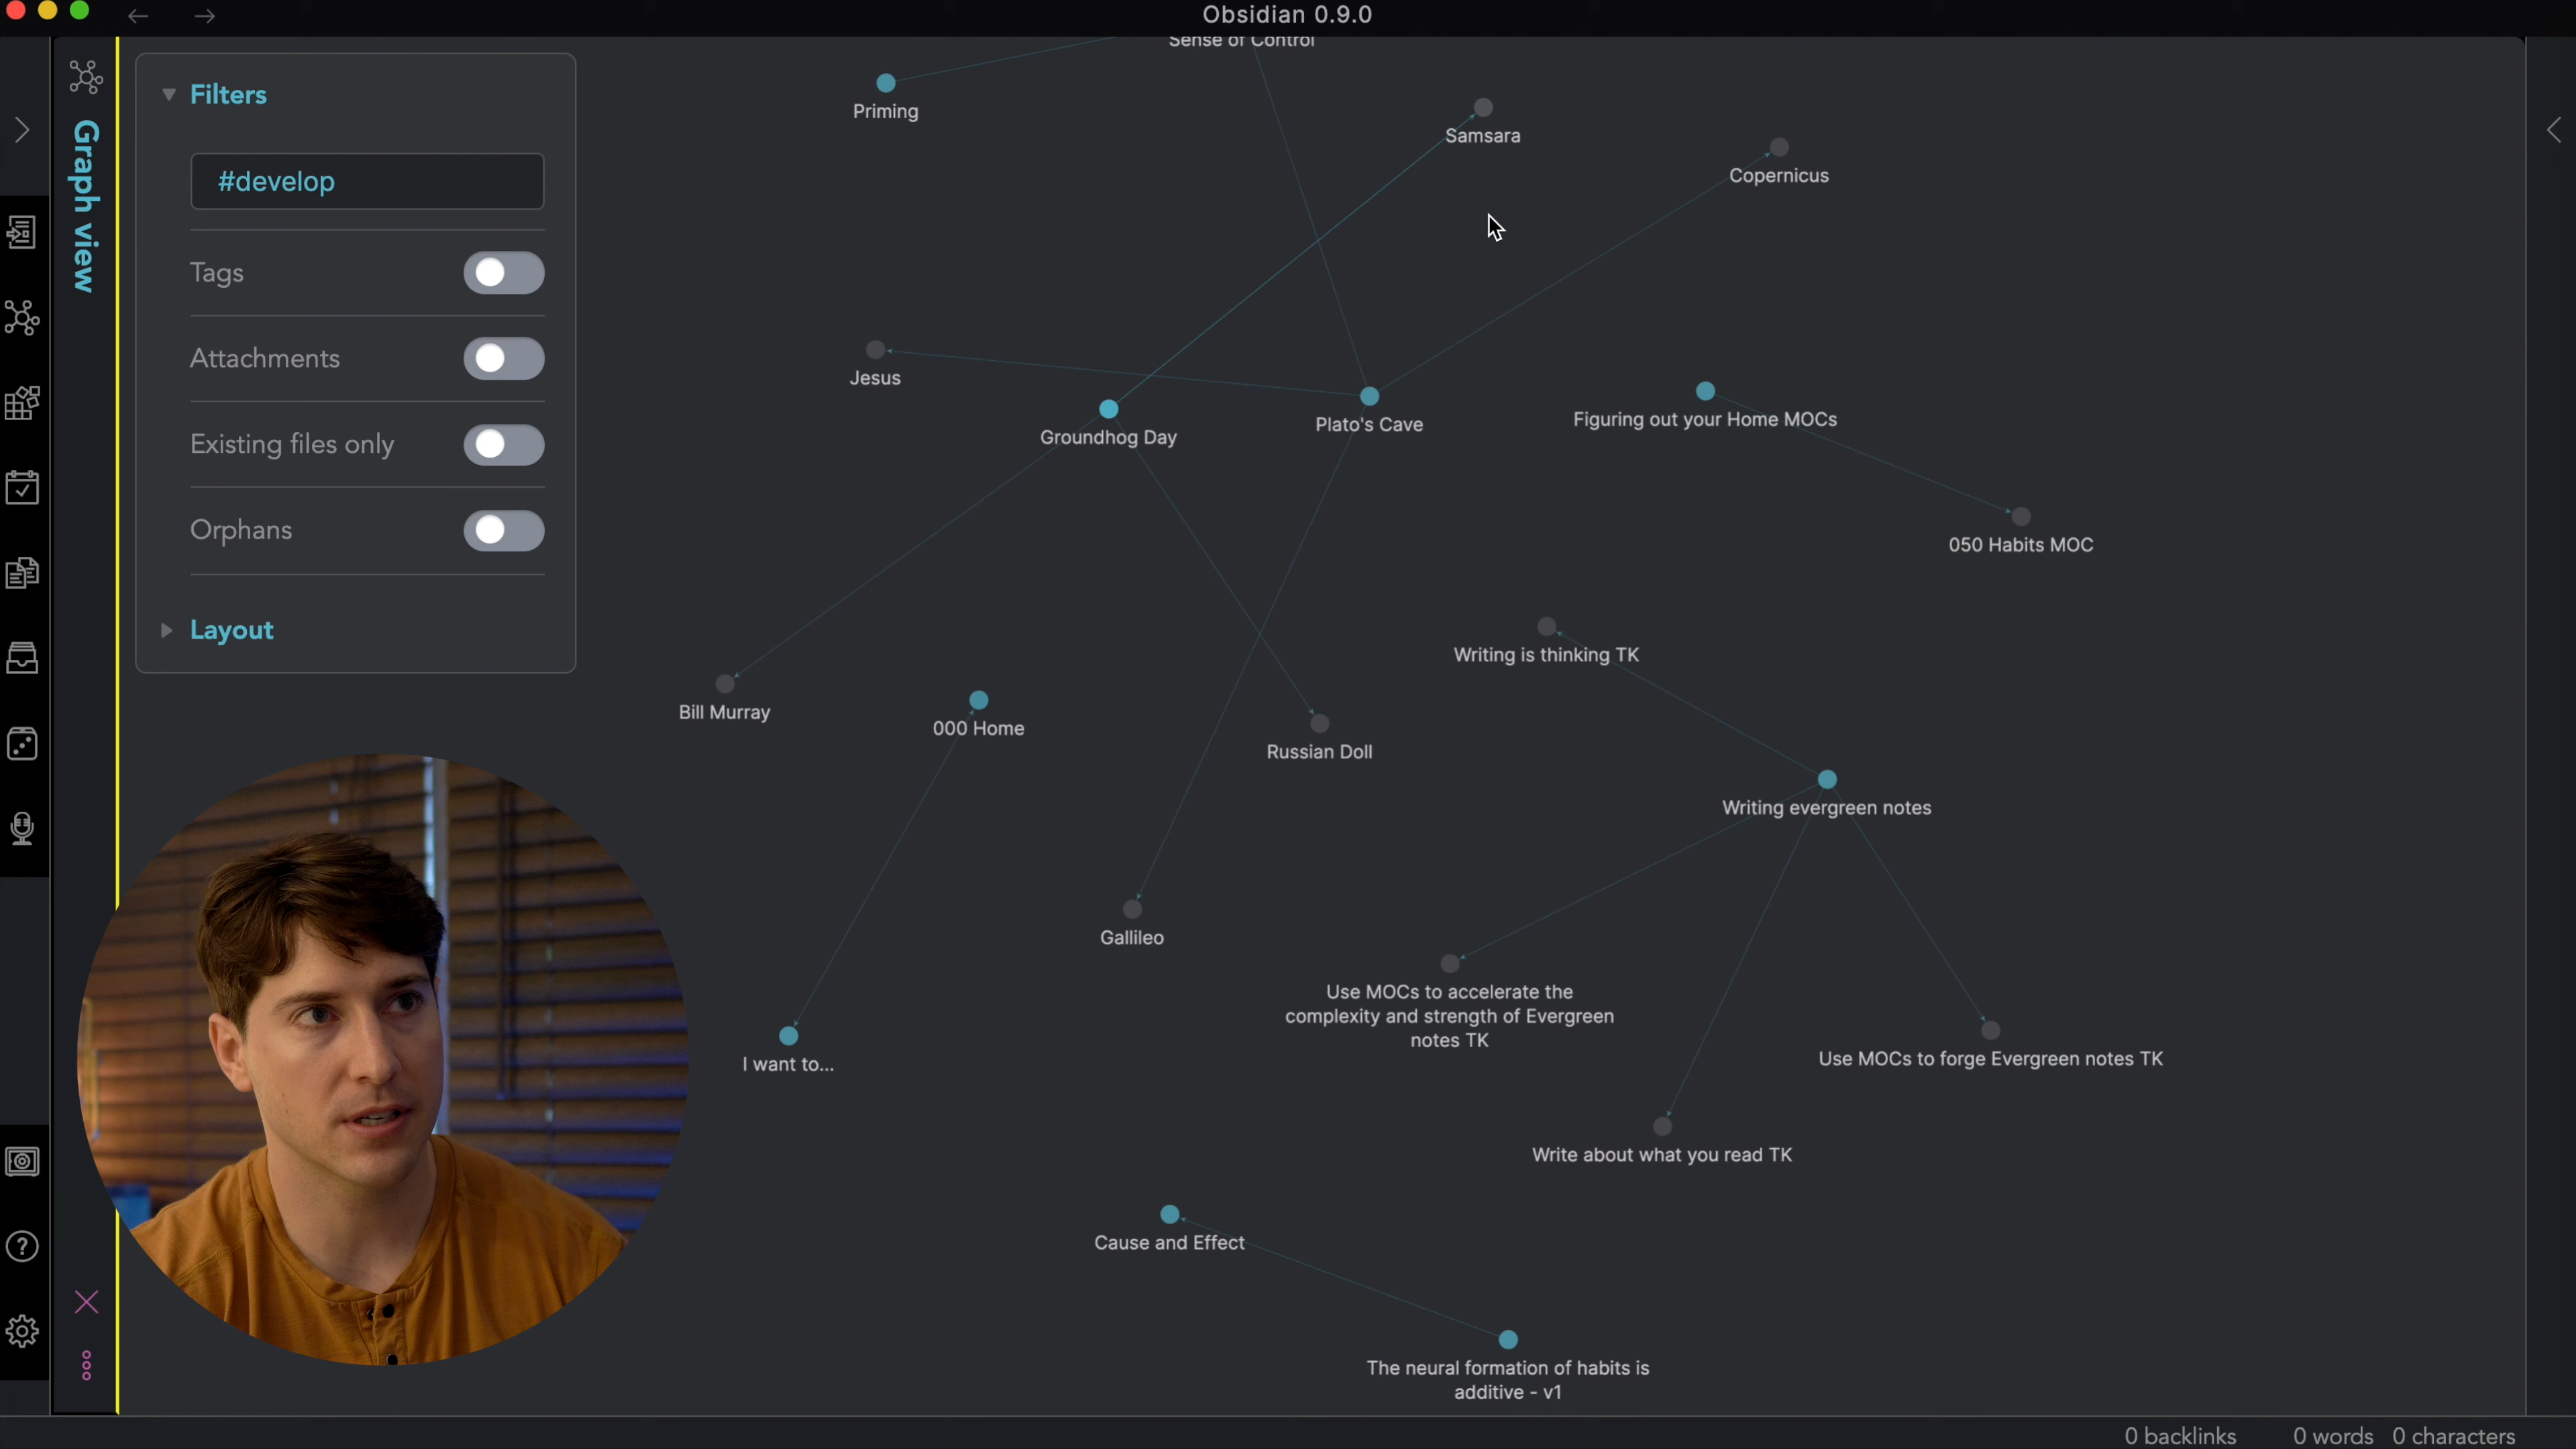 Obsidian 0.9.0
Graph view
Filters
#develop
Tags
Attachments
Existing files only
Orphans
Layout
Sense of Control
Priming
Samsara
Copernicus
Jesus
Groundhog Day
Plato's Cave
Figuring out your Home MOCs
050 Habits MOC
Writing is thinking TK
Bill Murray
000 Home
Russian Doll
Writing evergreen notes
Gallileo
Use MOCs to accelerate the
complexity and strength of Evergreen
notes TK
I want to...
Use MOCs to forge Evergreen notes TK
Write about what you read TK
Cause and Effect
The neural formation of habits is
additive - v1
0 backlinks
0 words
0 characters